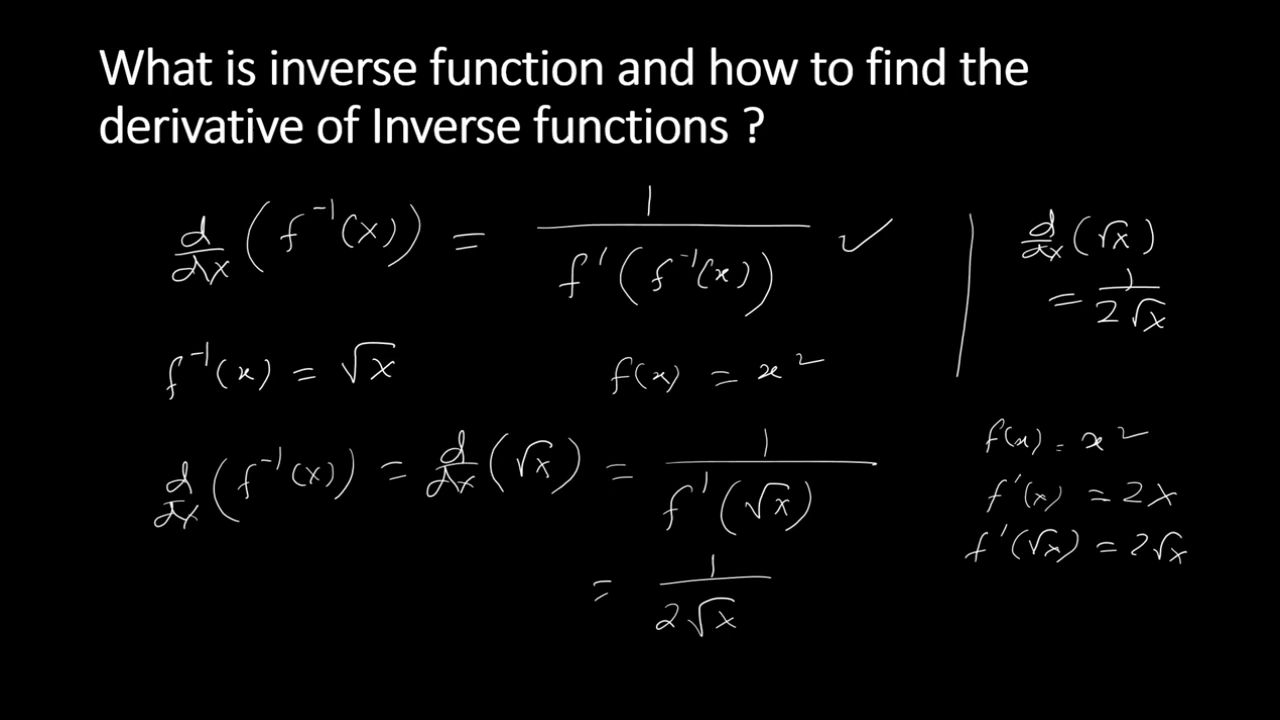 What is inverse function and how to find the
derivative of Inverse functions ?
d/dx (f⁻¹(x)) = 1 / f'(f⁻¹(x)) ✓
d/dx (√x)
= 1 / 2√x
f⁻¹(x) = √x
f(x) = x²
d/dx (f⁻¹(x)) = d/dx (√x) = 1 / f'(√x)
= 1 / 2√x
f(x) = x²
f'(x) = 2x
f'(√x) = 2√x